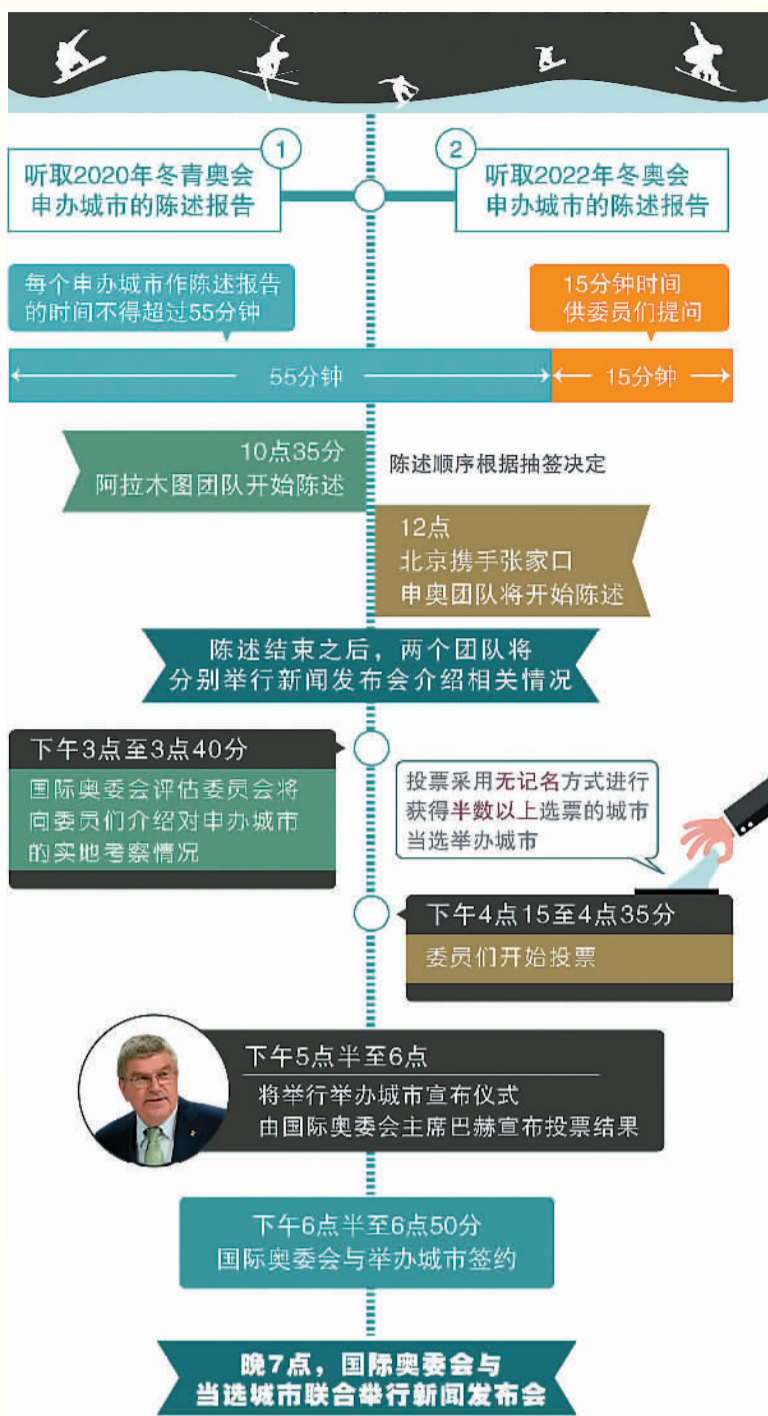 1
听取2020年冬青奥会
申办城市的陈述报告
2
听取2022年冬奥会
申办城市的陈述报告
每个申办城市作陈述报告
的时间不得超过55分钟
15分钟时间
供委员们提问
55分钟
15分钟
10点35分
阿拉木图团队开始陈述
陈述顺序根据抽签决定
12点
北京携手张家口
申奥团队将开始陈述
陈述结束之后，两个团队将
分别举行新闻发布会介绍相关情况
下午3点至3点40分
国际奥委会评估委员会将
向委员们介绍对申办城市
的实地考察情况
投票采用无记名方式进行
获得半数以上选票的城市
当选举办城市
下午4点15至4点35分
委员们开始投票
下午5点半至6点
将举行举办城市宣布仪式
由国际奥委会主席巴赫宣布投票结果
下午6点半至6点50分
国际奥委会与举办城市签约
晚7点，国际奥委会与
当选城市联合举行新闻发布会